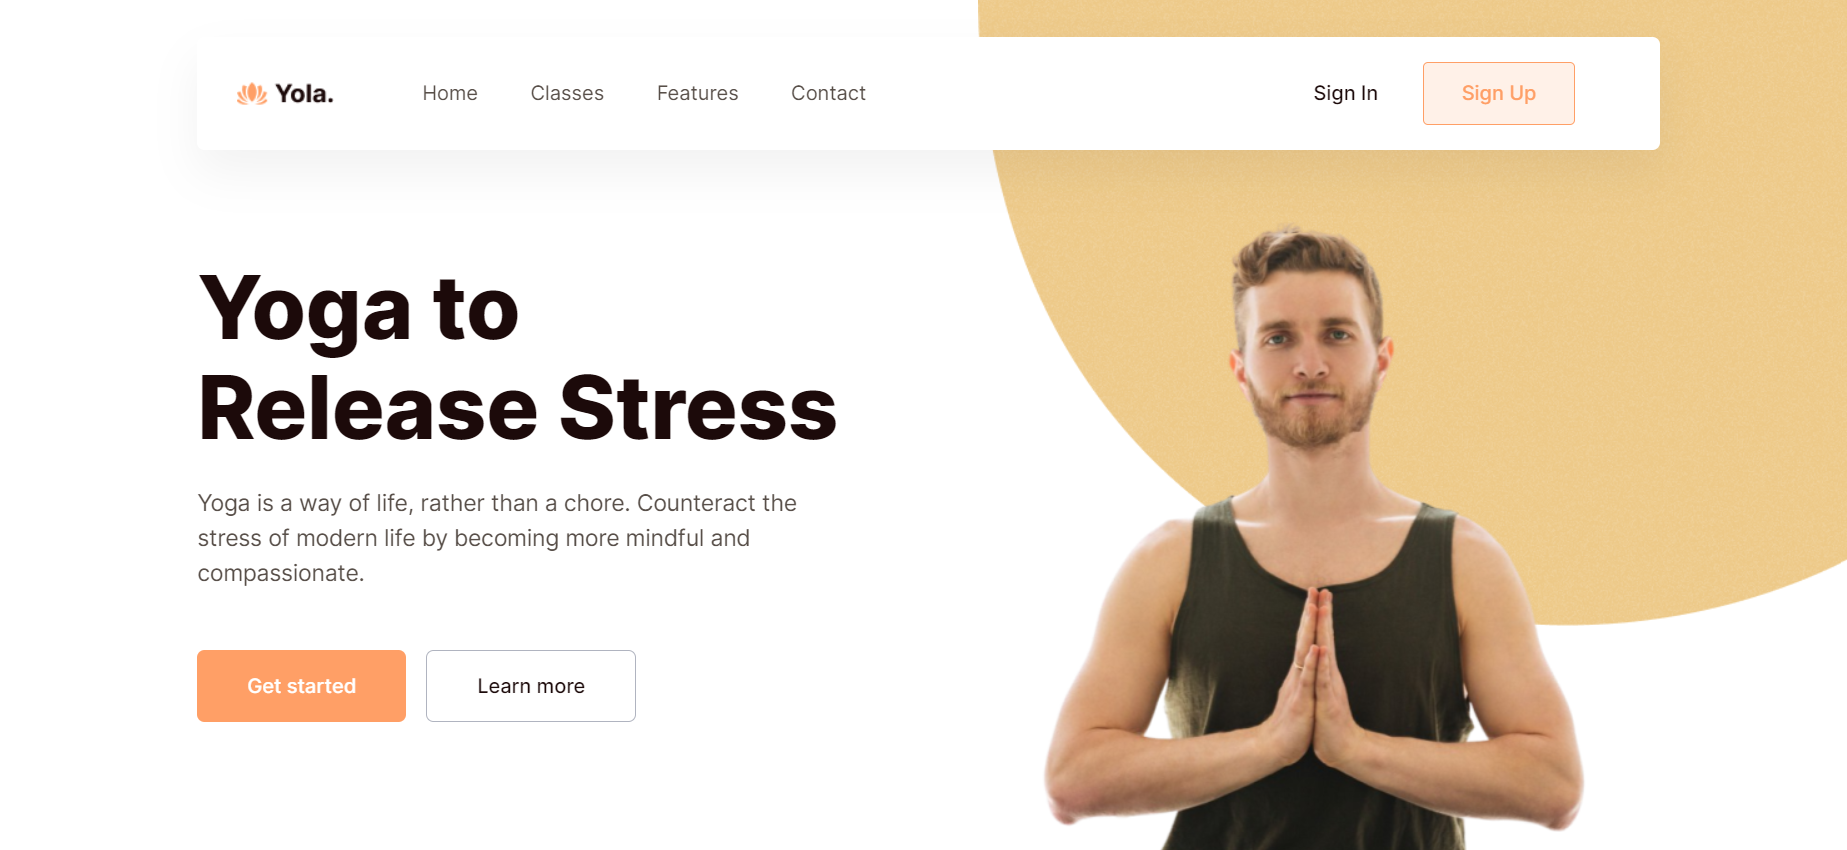 Yola.
Home Classes Features Contact
Sign In Sign Up
Yoga to
Release Stress
Yoga is a way of life, rather than a chore. Counteract the
stress of modern life by becoming more mindful and
compassionate.
Get started Learn more